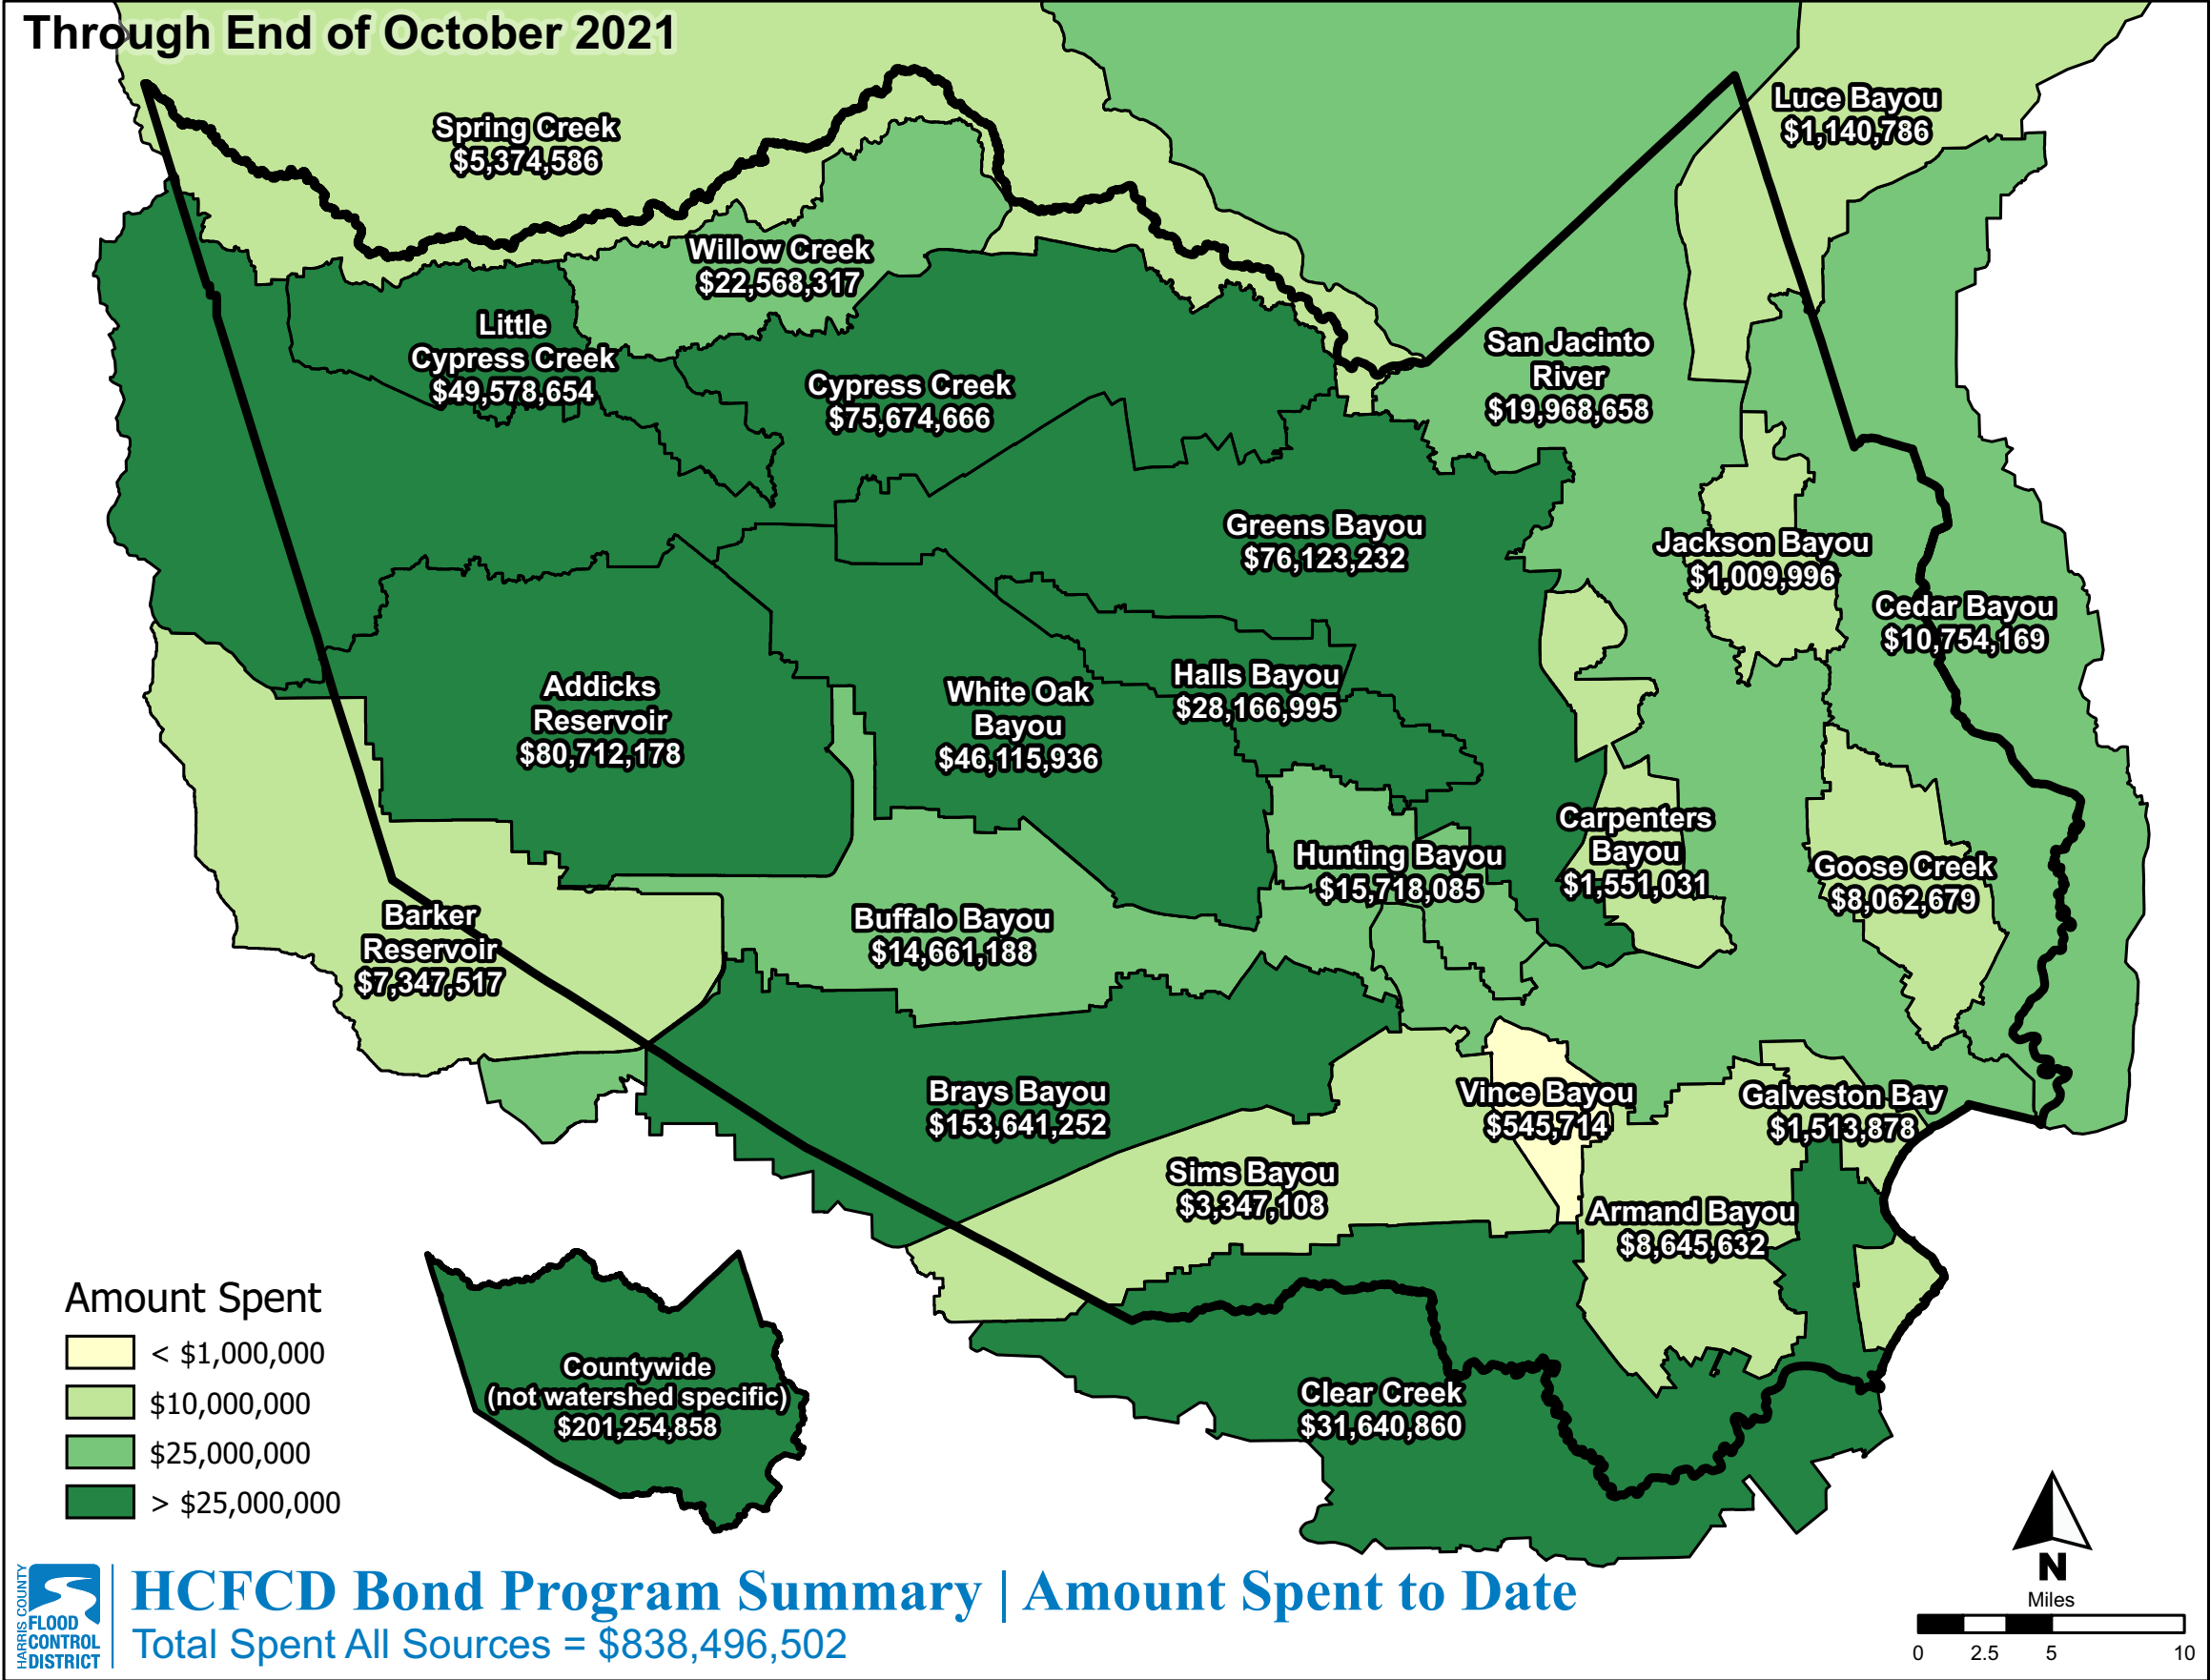 Through End of October 2021
Luce Bayou
$1,140,786
Spring Creek
$5,374,586
Willow Creek
$22,568,317
Little
Cypress Creek
$49,578,654
San Jacinto
River
$19,968,658
Cypress Creek
$75,674,666
Greens Bayou
$76,123,232
Jackson Bayou
$1,009,996
Cedar Bayou
$10,754,169
Addicks
Reservoir
$80,712,178
White Oak
Bayou
$46,115,936
Halls Bayou
$28,166,995
Carpenters
Bayou
$1,551,031
Hunting Bayou
$15,718,085
Goose Creek
$8,062,679
Barker
Reservoir
$7,347,517
Buffalo Bayou
$14,661,188
Brays Bayou
$153,641,252
Vince Bayou
$545,714
Galveston Bay
$1,513,878
Sims Bayou
$3,347,108
Armand Bayou
$8,645,632
Clear Creek
$31,640,860
Amount Spent
< $1,000,000
$10,000,000
$25,000,000
> $25,000,000
Countywide
(not watershed specific)
$201,254,858
N
Miles
0 2.5 5 10
HARRIS COUNTY
FLOOD
CONTROL
DISTRICT
HCFCD Bond Program Summary | Amount Spent to Date
Total Spent All Sources = $838,496,502